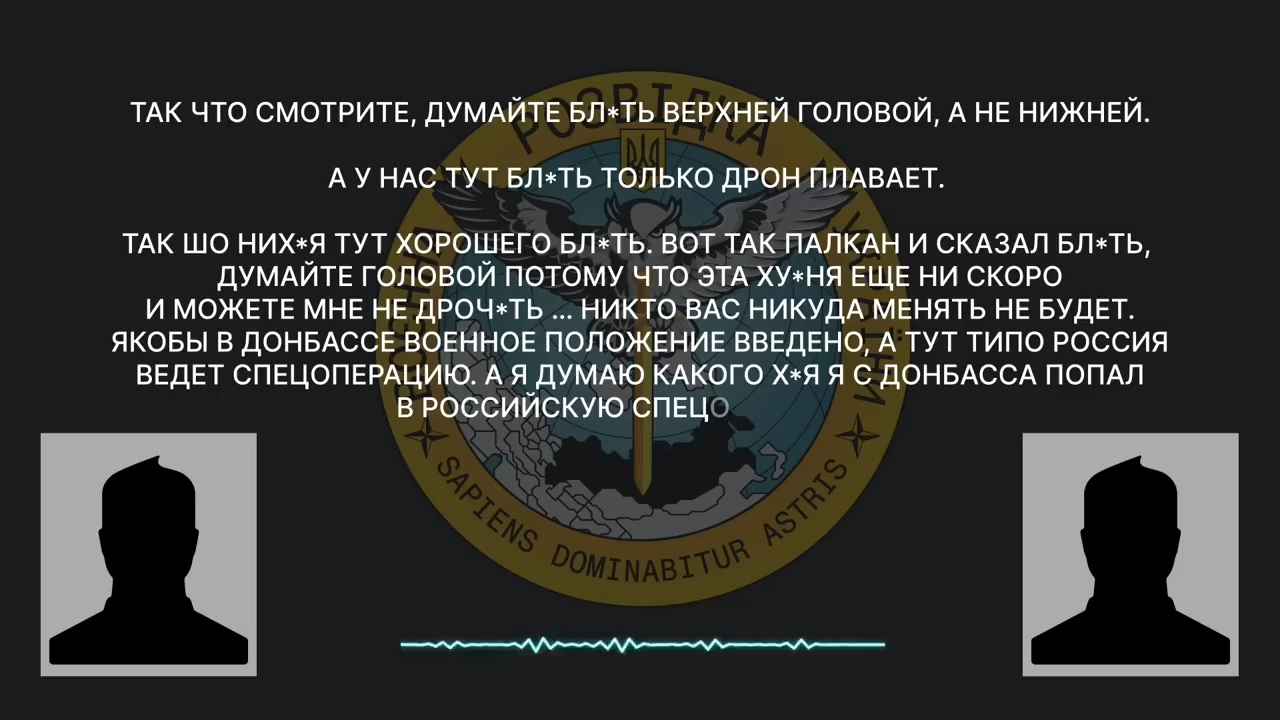 ТАК ЧТО СМОТРИТЕ, ДУМАЙТЕ БЛ*ТЬ ВЕРХНЕЙ ГОЛОВОЙ, А НЕ НИЖНЕЙ.
А У НАС ТУТ БЛ*ТЬ ТОЛЬКО ДРОН ПЛАВАЕТ.
ТАК ШО НИХ*Я ТУТ ХОРОШЕГО БЛ*ТЬ. ВОТ ТАК ПАЛКАН И СКАЗАЛ БЛ*ТЬ,
ДУМАЙТЕ ГОЛОВОЙ ПОТОМУ ЧТО ЭТА ХУ*НЯ ЕЩЕ НИ СКОРО
И МОЖЕТЕ МНЕ НЕ ДРОЧ*ТЬ ... НИКТО ВАС НИКУДА МЕНЯТЬ НЕ БУДЕТ.
ЯКОБЫ В ДОНБАССЕ ВОЕННОЕ ПОЛОЖЕНИЕ ВВЕДЕНО, А ТУТ ТИПО РОССИЯ
ВЕДЕТ СПЕЦОПЕРАЦИЮ. А Я ДУМАЮ КАКОГО Х*Я Я С ДОНБАССА ПОПАЛ
В РОССИЙСКУЮ СПЕЦО
РОЗВІДКА
ВОЄННА
УКРАЇНИ
SAPIENS DOMINABITUR ASTRIS